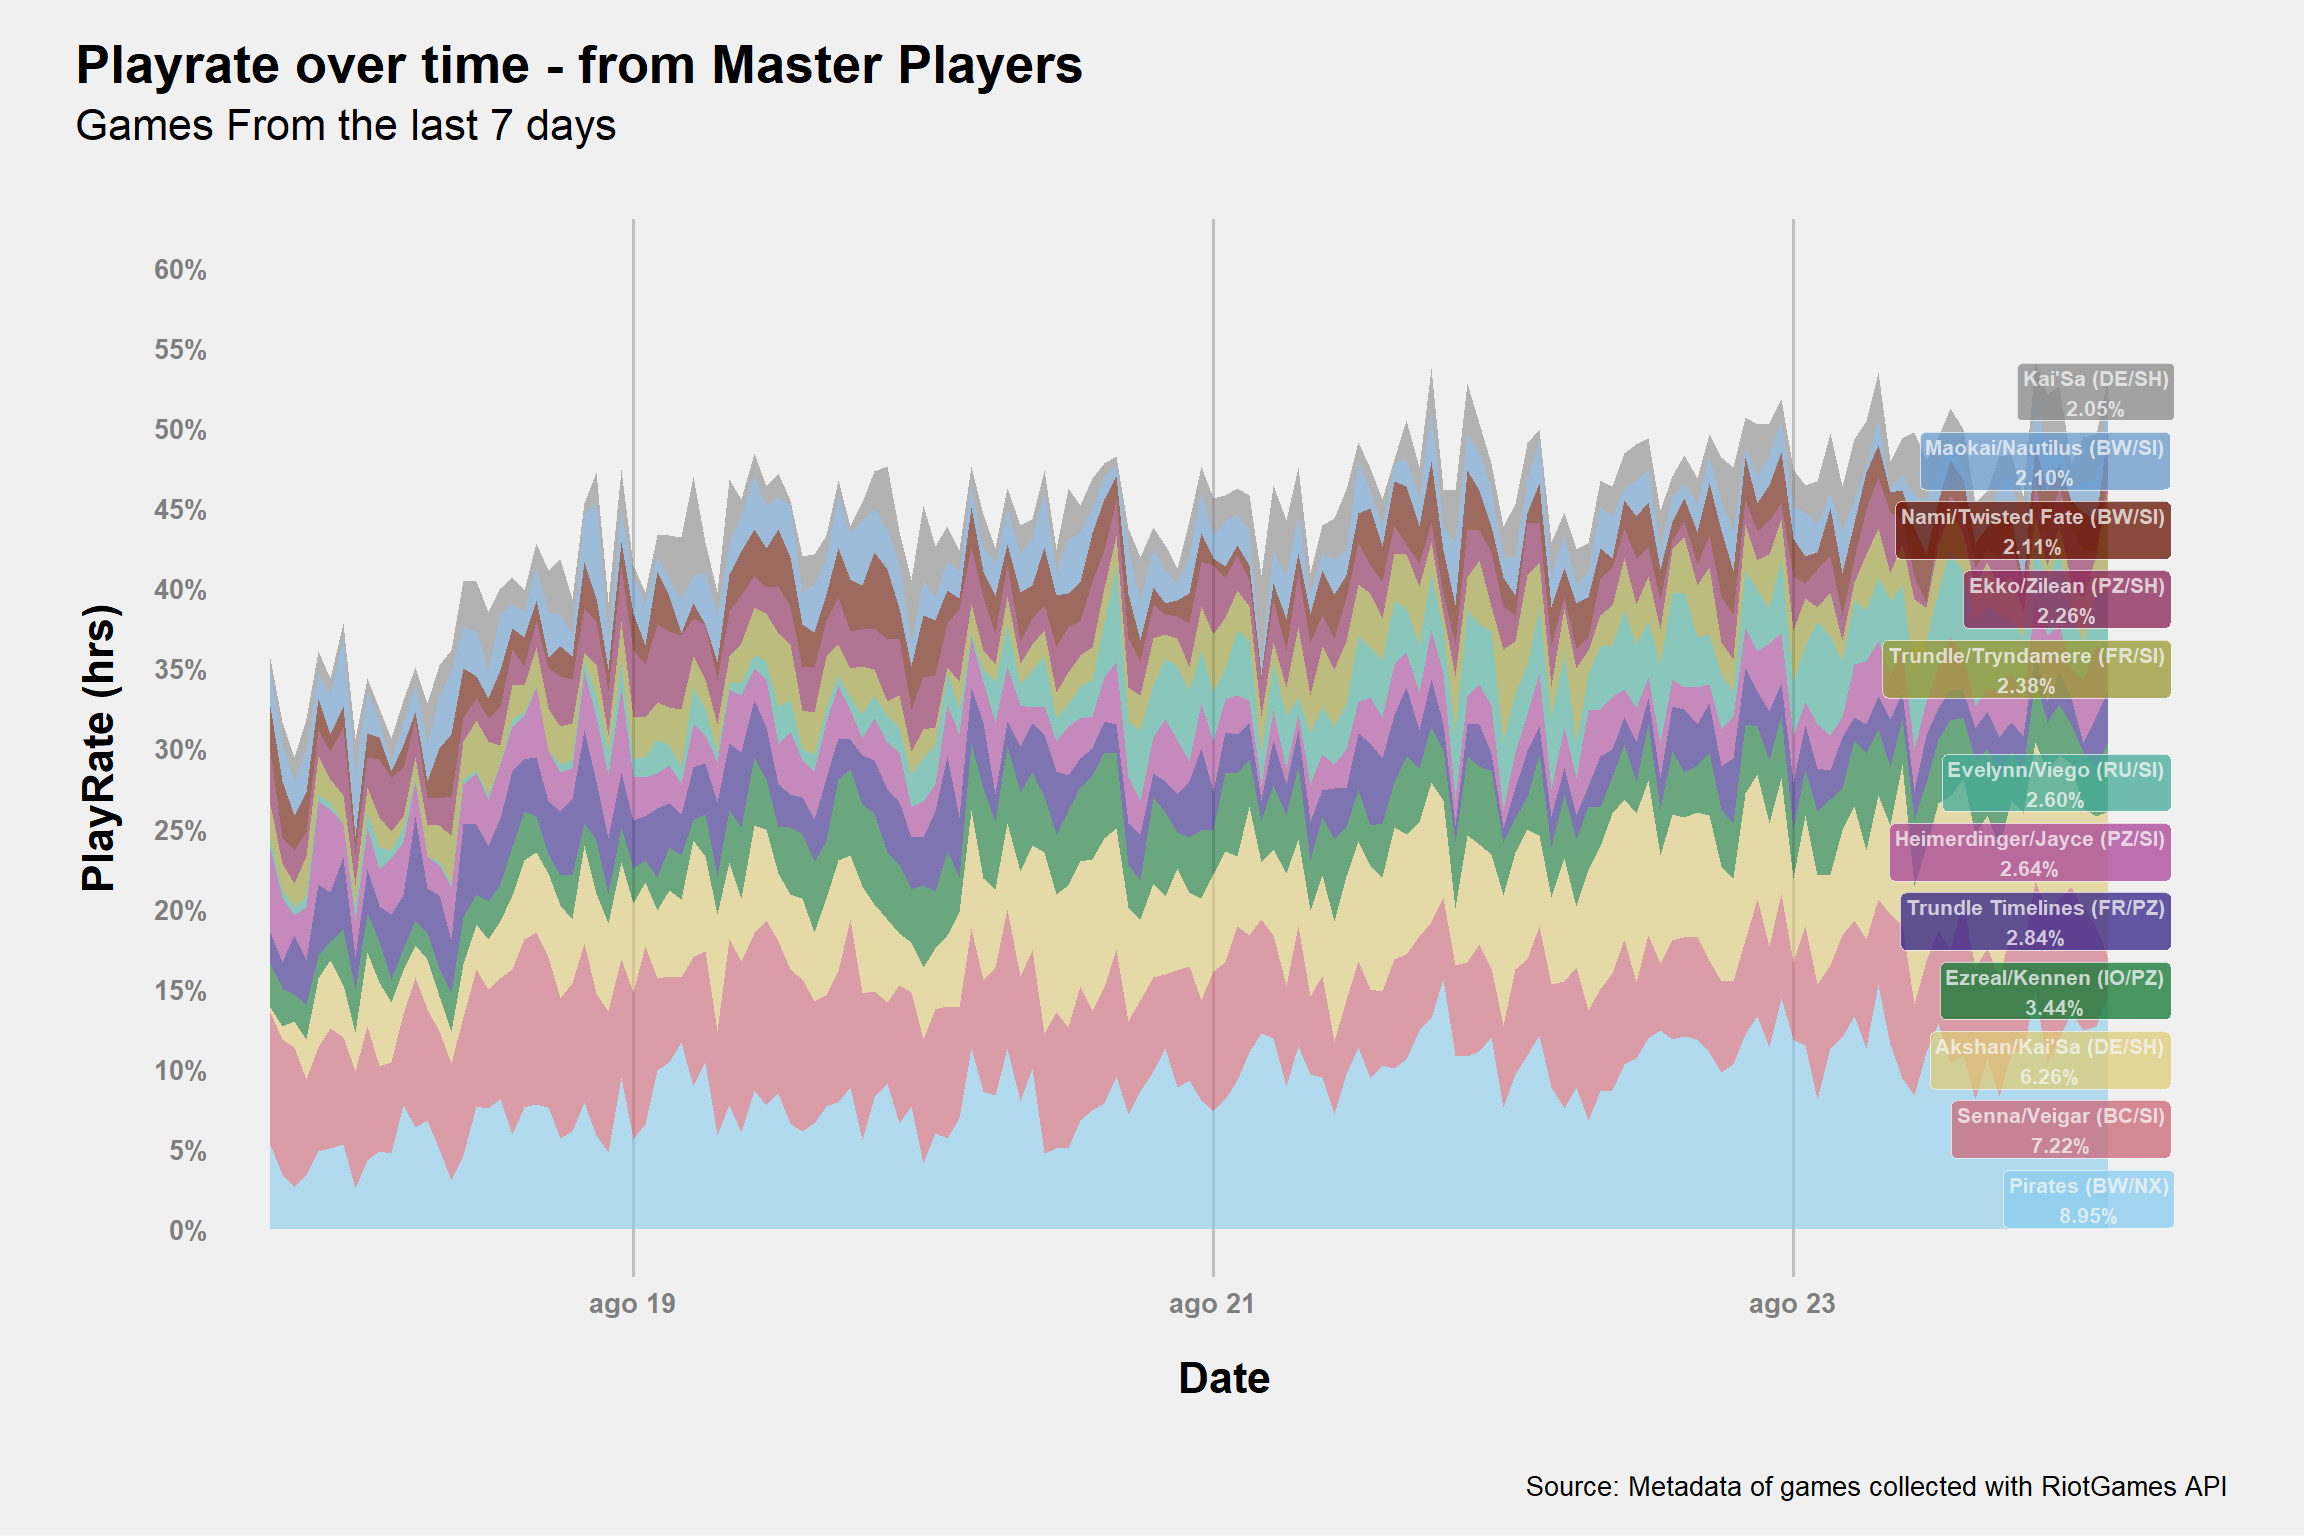 Playrate over time - from Master Players
Games From the last 7 days
PlayRate (hrs)
60%
55%
50%
45%
40%
35%
30%
25%
20%
15%
10%
5%
0%
Kai'Sa (DE/SH)
2.05%
Maokai/Nautilus (BW/SI)
2.10%
Nami/Twisted Fate (BW/SI)
2.11%
Ekko/Zilean (PZ/SH)
2.26%
Trundle/Tryndamere (FR/SI)
2.38%
Evelynn/Viego (RU/SI)
2.60%
Heimerdinger/Jayce (PZ/SI)
2.64%
Trundle Timelines (FR/PZ)
2.84%
Ezreal/Kennen (IO/PZ)
3.44%
Akshan/Kai'Sa (DE/SH)
6.26%
Senna/Veigar (BC/SI)
7.22%
Pirates (BW/NX)
8.95%
ago 19
ago 21
ago 23
Date
Source: Metadata of games collected with RiotGames API